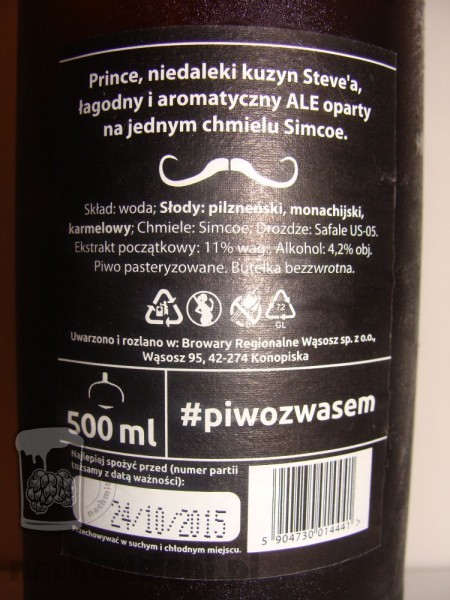 Prince, niedaleki kuzyn Steve'a,
łagodny i aromatyczny ALE oparty
na jednym chmielu Simcoe.
Skład: woda; Słody: pilzneński, monachijski,
karmelowy; Chmiele: Simcoe; Drożdże: Safale US-05.
Ekstrakt początkowy: 11% wag.; Alkohol: 4,2% obj.
Piwo pasteryzowane. Butelka bezzwrotna.
72
GL
Uwarzono i rozlano w: Browary Regionalne Wąsosz sp. z o.o.,
Wąsosz 95, 42-274 Konopiska
500 ml
#piwozwasem
Najlepiej spożyć przed (numer partii
tożsamy z datą ważności):
24/10/2015
Przechowywać w suchym i chłodnym miejscu.
5 904730 014441 >